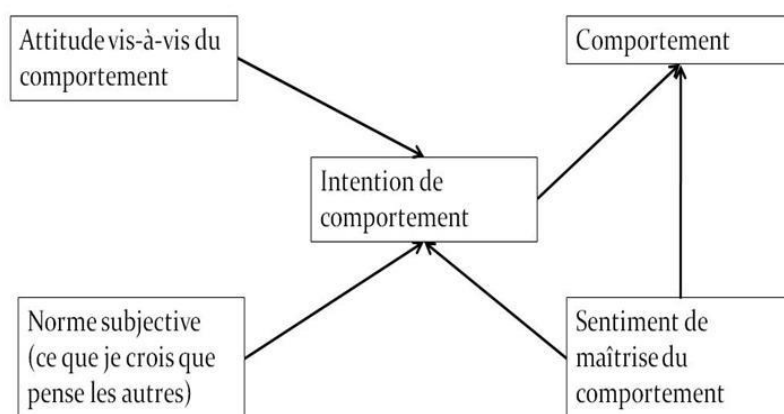 Attitude vis-à-vis du
comportement
Comportement
Intention de
comportement
Norme subjective
(ce que je crois que
pense les autres)
Sentiment de
maîtrise du
comportement